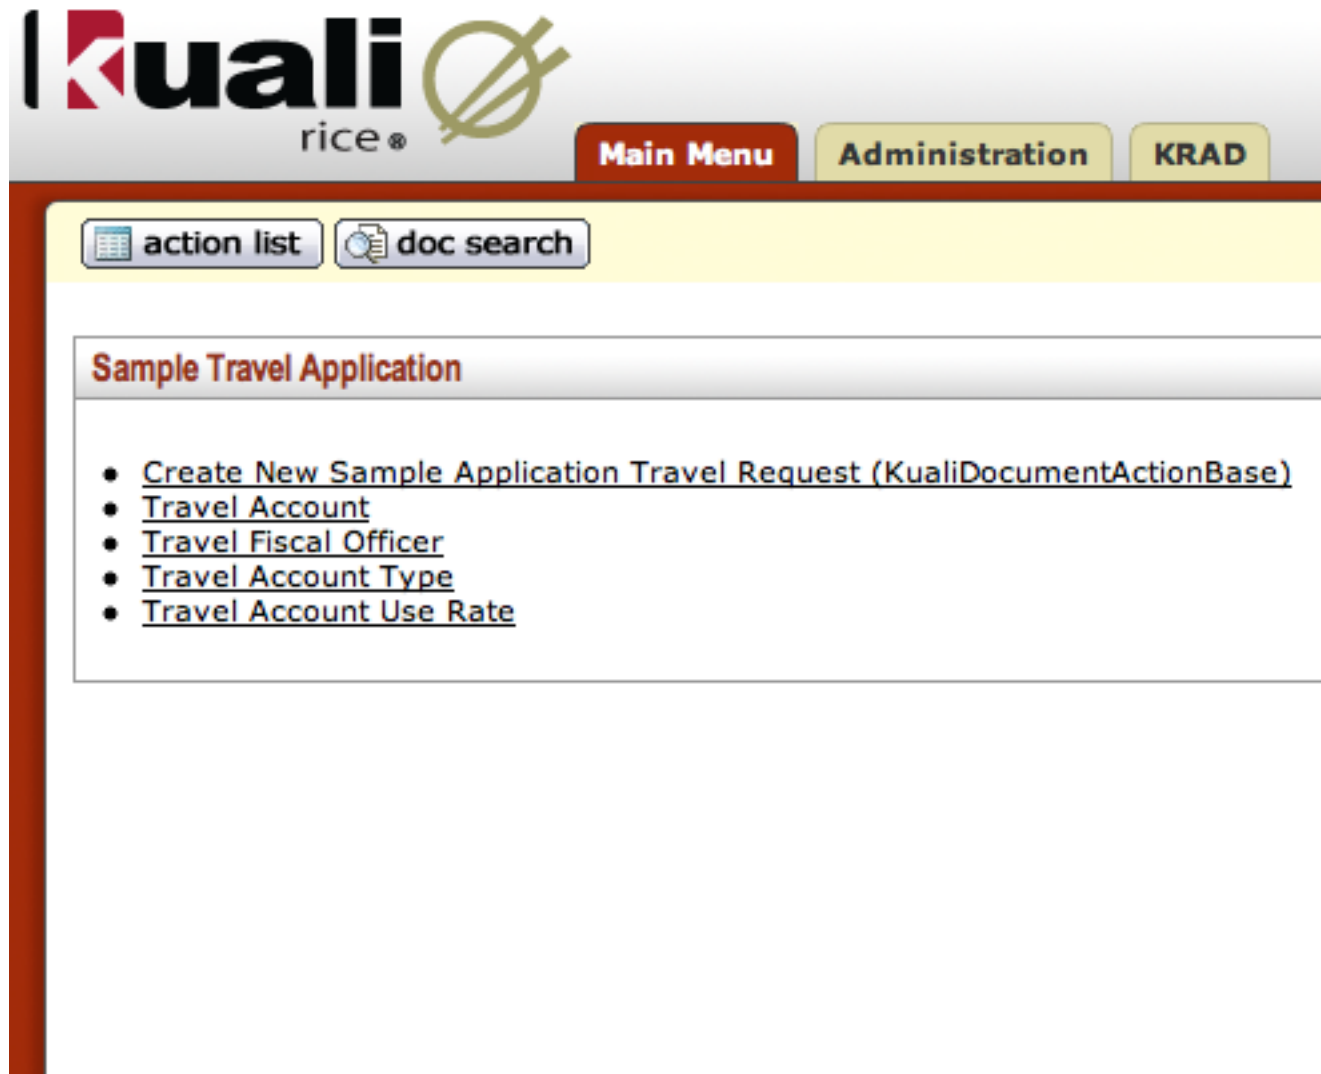 kuali
rice®
Main Menu Administration KRAD
action list doc search
Sample Travel Application
Create New Sample Application Travel Request (KualiDocumentActionBase)
Travel Account
Travel Fiscal Officer
Travel Account Type
Travel Account Use Rate